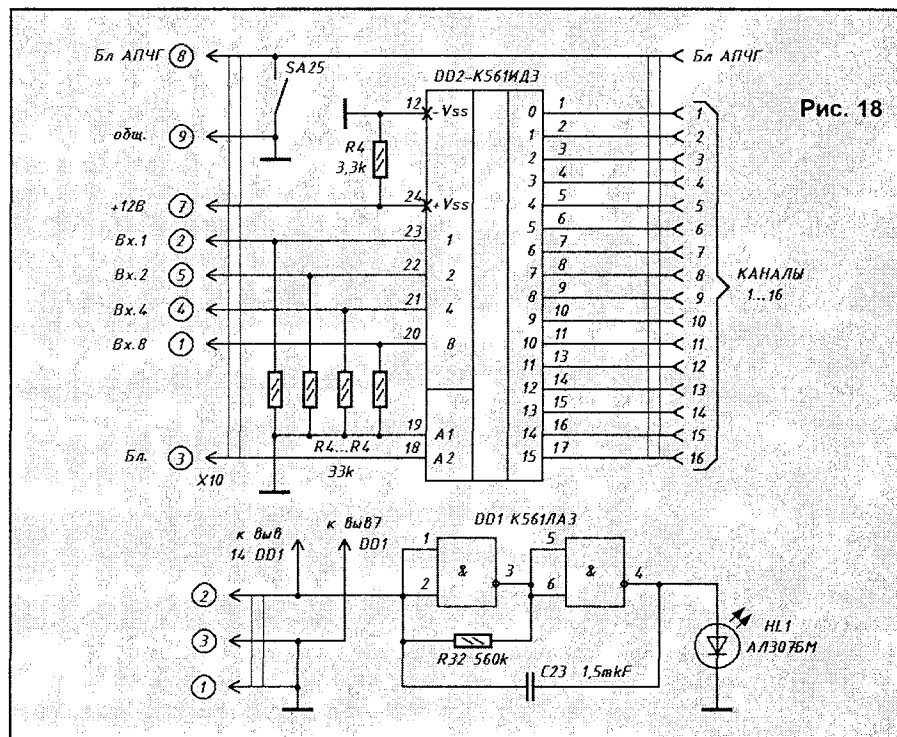 Рис. 18
Бл АПЧГ 8
SA25
общ. 9
+12В 7
Вх.1 2
Вх.2 5
Вх.4 4
Вх.8 1
Бл. 3
X10
R4
3,3k
R4...R4
33k
DD2-К561ИД3
12 -Vss
24 +Vss
23 1
22 2
21 4
20 8
19 A1
18 A2
0 1 1
1 2 2
2 3 3
3 4 4
4 5 5
5 6 6
6 7 7
7 8 8
8 9 9
9 10 10
10 11 11
11 13 12
12 14 13
13 15 14
14 16 15
15 17 16
Бл АПЧГ
КАНАЛЫ
1...16
к выв
14 DD1
к выв7
DD1
2
3
1
DD1 К561ЛА3
1
2
&
3
5
6
&
4
R32 560k
C23 1,5mkF
HL1
АЛ307БМ